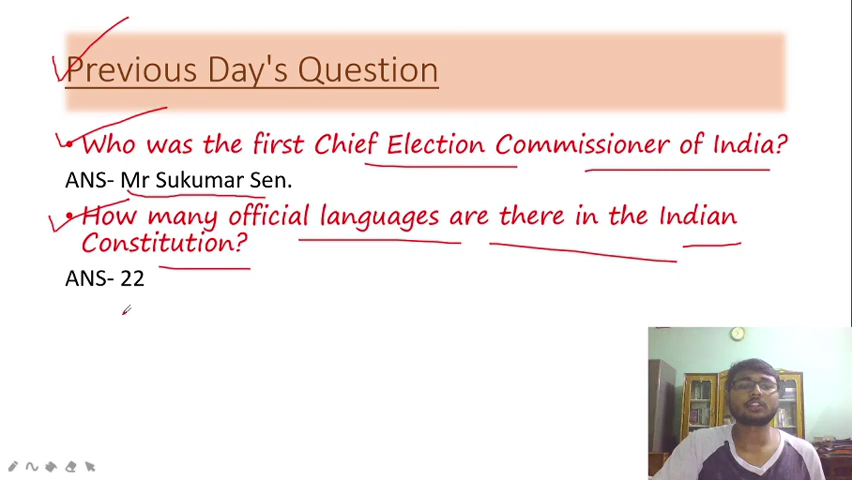 Previous Day's Question
• Who was the first Chief Election Commissioner of India?
ANS- Mr Sukumar Sen.
• How many official languages are there in the Indian
Constitution?
ANS- 22